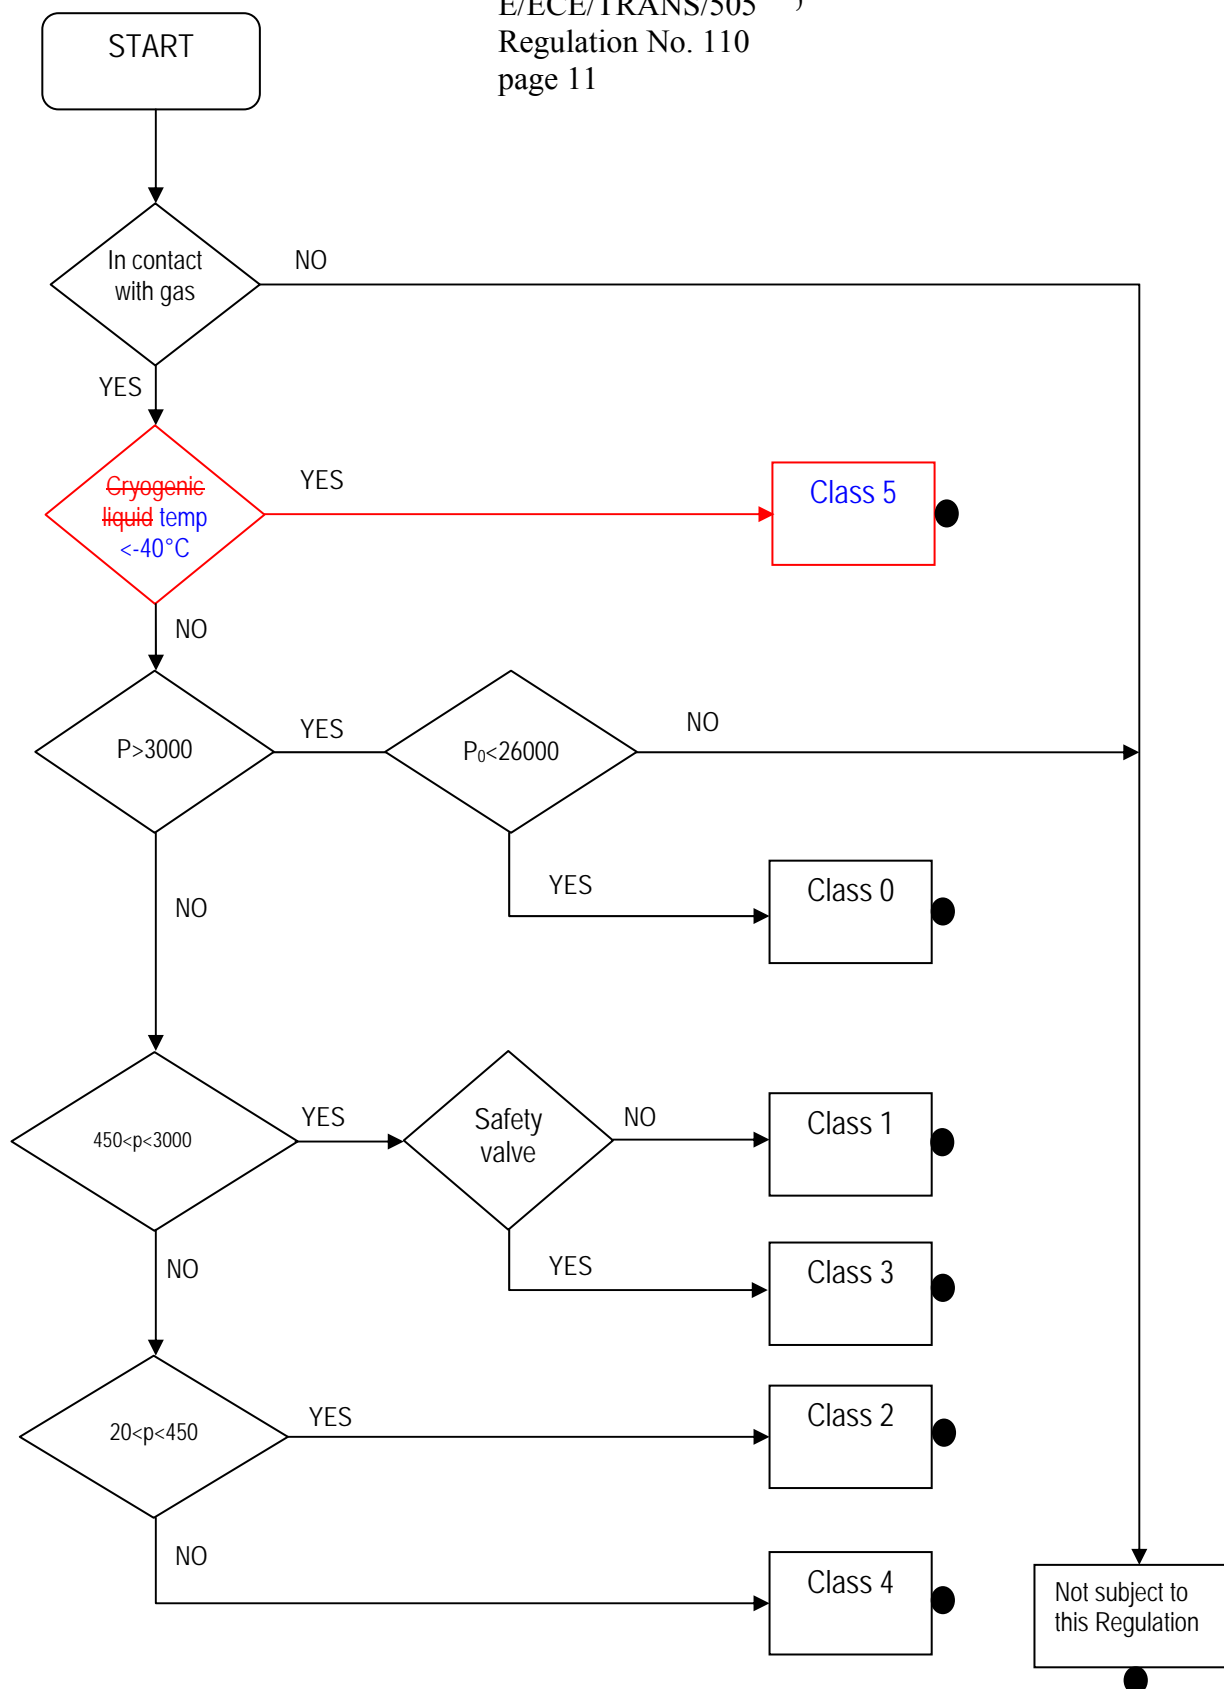 E/ECE/TRANS/505
Regulation No. 110
page 11
START
In contact
with gas
NO
YES
Cryogenic
liquid temp
<-40°C
YES
Class 5
NO
P>3000
YES
P₀<26000
NO
YES
Class 0
NO
450<p<3000
YES
Safety
valve
NO
Class 1
YES
Class 3
NO
20<p<450
YES
Class 2
NO
Class 4
Not subject to
this Regulation